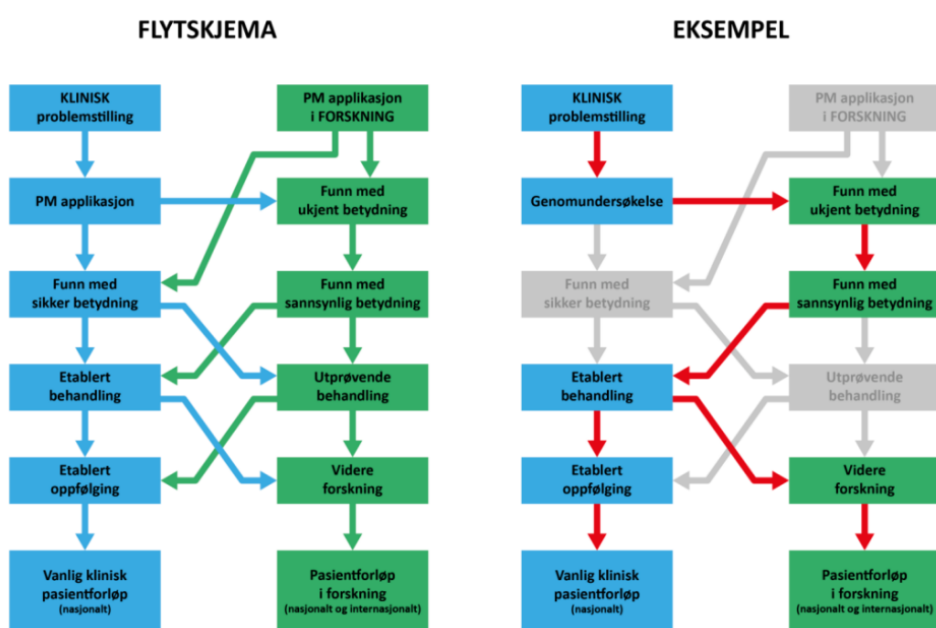 FLYTSKJEMA
KLINISK
problemstilling
PM applikasjon
i FORSKNING
PM applikasjon
Funn med
ukjent betydning
Funn med
sikker betydning
Funn med
sannsynlig betydning
Etablert
behandling
Utprøvende
behandling
Etablert
oppfølging
Videre
forskning
Vanlig klinisk
pasientforløp
(nasjonalt)
Pasientforløp
i forskning
(nasjonalt og internasjonalt)
EKSEMPEL
KLINISK
problemstilling
PM applikasjon
i FORSKNING
Genomundersøkelse
Funn med
ukjent betydning
Funn med
sikker betydning
Funn med
sannsynlig betydning
Etablert
behandling
Utprøvende
behandling
Etablert
oppfølging
Videre
forskning
Vanlig klinisk
pasientforløp
(nasjonalt)
Pasientforløp
i forskning
(nasjonalt og internasjonalt)